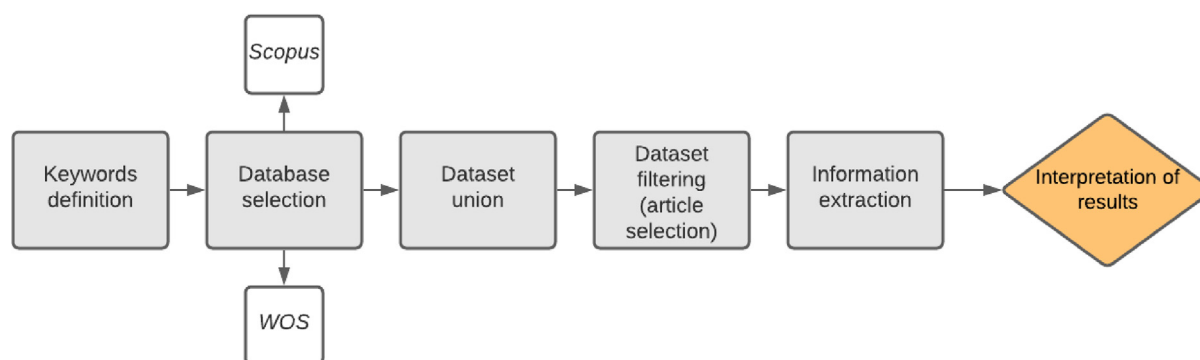 Scopus
Keywords
definition
Database
selection
Dataset
union
Dataset
filtering
(article
selection)
Information
extraction
Interpretation of
results
WOS